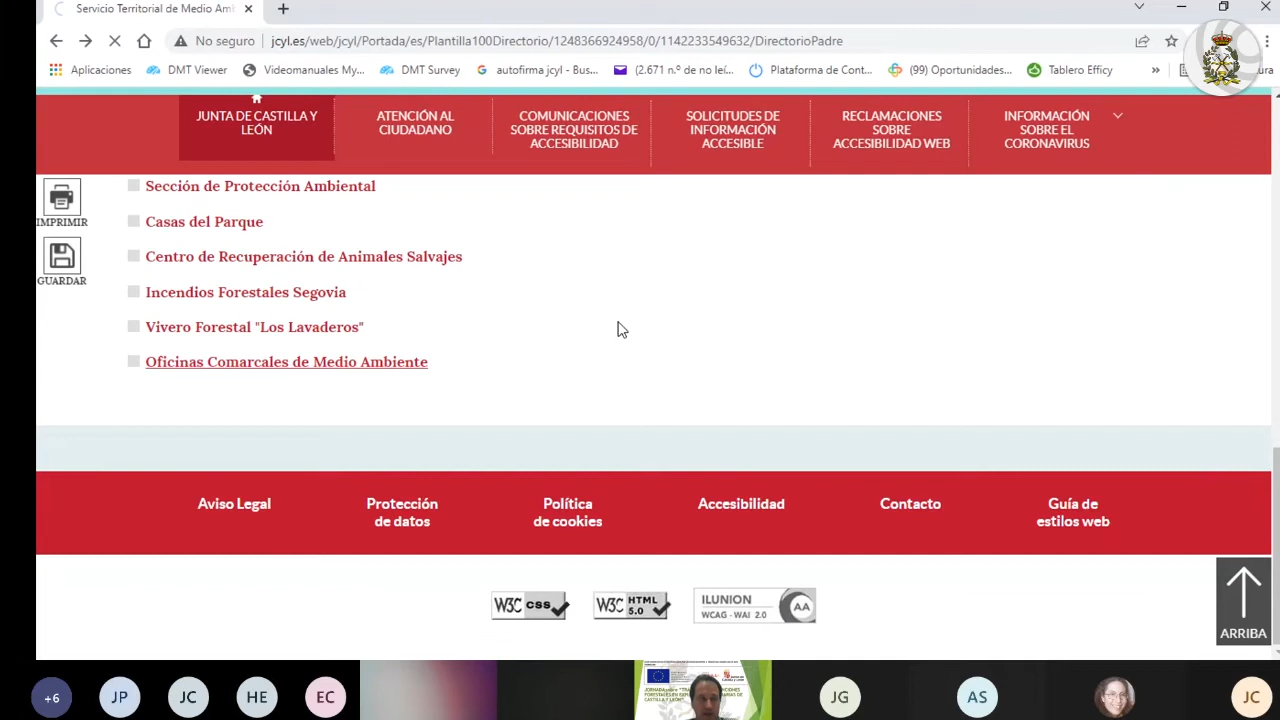 Servicio Territorial de Medio Am
No seguro
jcyl.es/web/jcyl/Portada/es/Plantilla100Directorio/1248366924958/0/1142233549632/DirectorioPadre
Aplicaciones
DMT Viewer
Videomanuales My...
DMT Survey
autofirma jcyl - Bus...
(2.671 n.º de no leí...
Plataforma de Cont...
(99) Oportunidades...
Tablero Efficy
JUNTA DE CASTILLA Y
LEÓN
ATENCIÓN AL
CIUDADANO
COMUNICACIONES
SOBRE REQUISITOS DE
ACCESIBILIDAD
SOLICITUDES DE
INFORMACIÓN
ACCESIBLE
RECLAMACIONES
SOBRE
ACCESIBILIDAD WEB
INFORMACIÓN
SOBRE EL
CORONAVIRUS
IMPRIMIR
GUARDAR
Sección de Protección Ambiental
Casas del Parque
Centro de Recuperación de Animales Salvajes
Incendios Forestales Segovia
Vivero Forestal "Los Lavaderos"
Oficinas Comarcales de Medio Ambiente
Aviso Legal
Protección
de datos
Política
de cookies
Accesibilidad
Contacto
Guía de
estilos web
W3C CSS
W3C HTML
5.0
ILUNION
WCAG - WAI 2.0
AA
ARRIBA
+6
JP
JC
HE
EC
JG
AS
JC